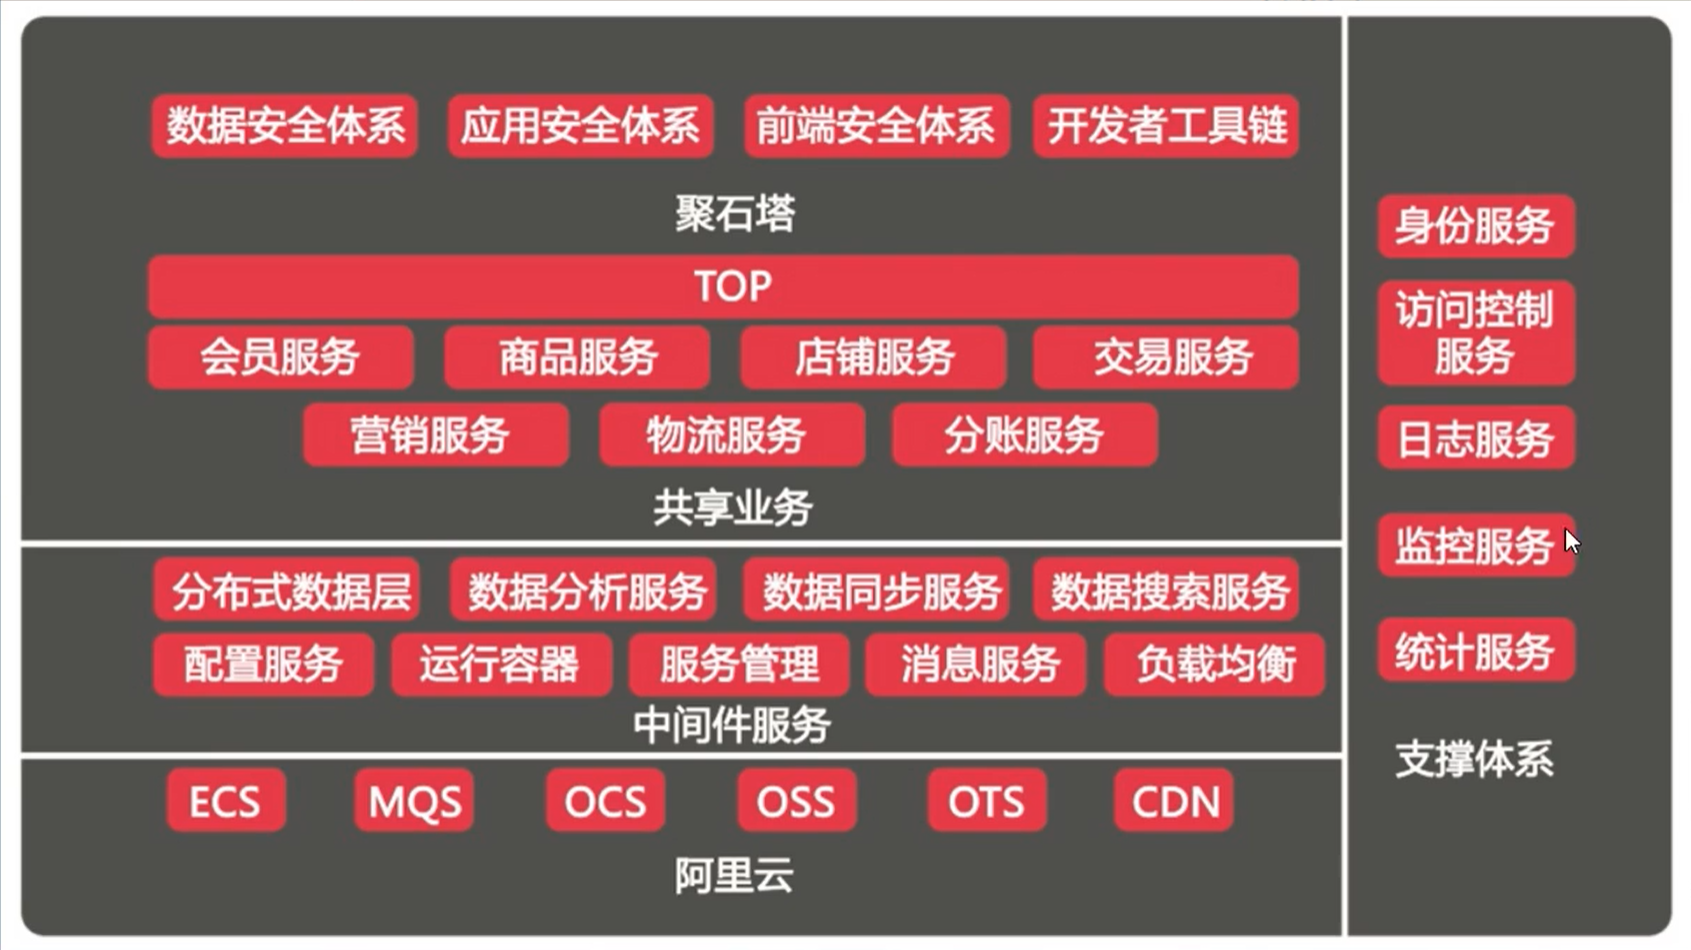 数据安全体系
应用安全体系
前端安全体系
开发者工具链
聚石塔
TOP
会员服务
商品服务
店铺服务
交易服务
营销服务
物流服务
分账服务
共享业务
分布式数据层
数据分析服务
数据同步服务
数据搜索服务
配置服务
运行容器
服务管理
消息服务
负载均衡
中间件服务
ECS
MQS
OCS
OSS
OTS
CDN
阿里云
身份服务
访问控制
服务
日志服务
监控服务
统计服务
支撑体系